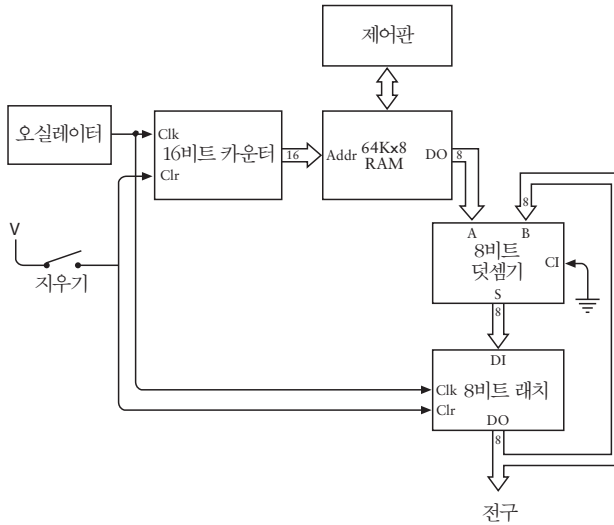 제어판
오실레이터
Clk
16비트 카운터
Clr
16
Addr
64K×8
RAM
DO
8
8
V
지우기
A
B
8비트
덧셈기
CI
S
8
DI
Clk
8비트 래치
Clr
DO
8
전구